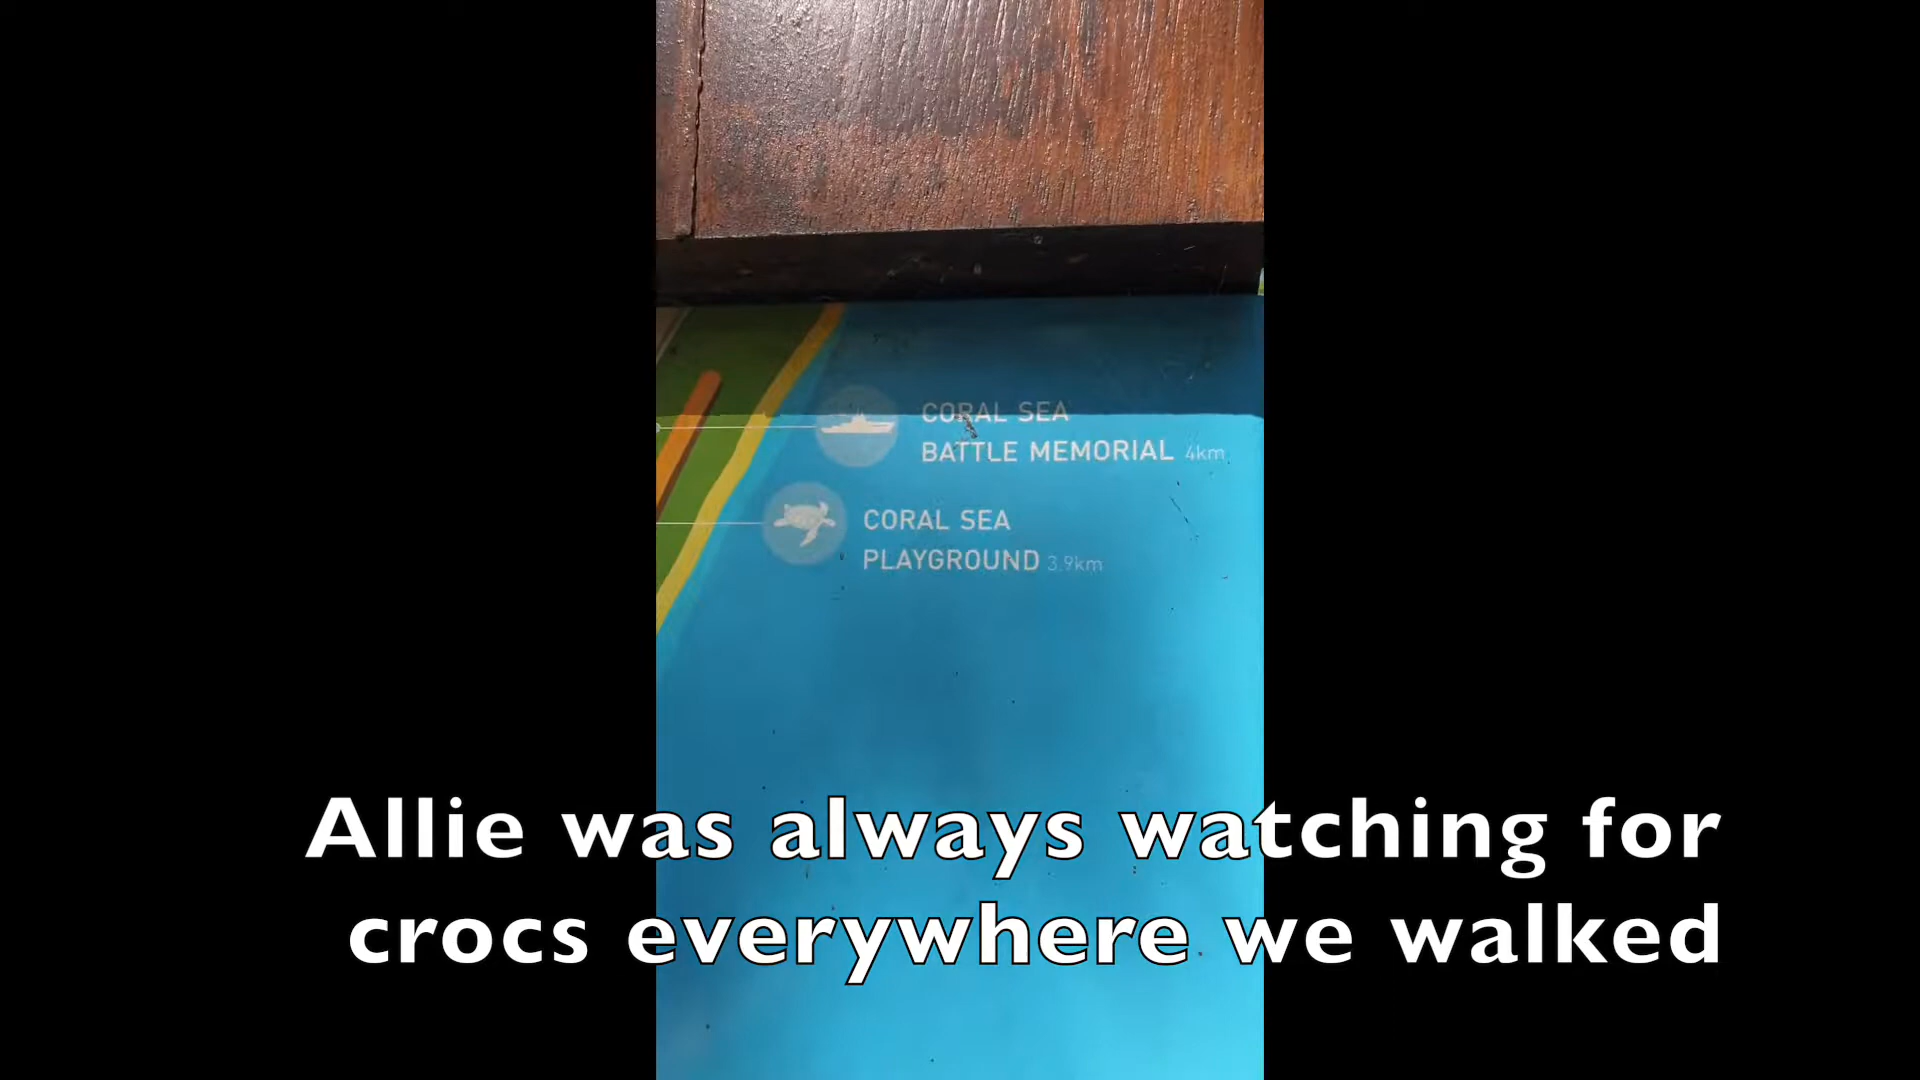 CORAL SEA
BATTLE MEMORIAL 4km
CORAL SEA
PLAYGROUND 3.9km
Allie was always watching for
crocs everywhere we walked